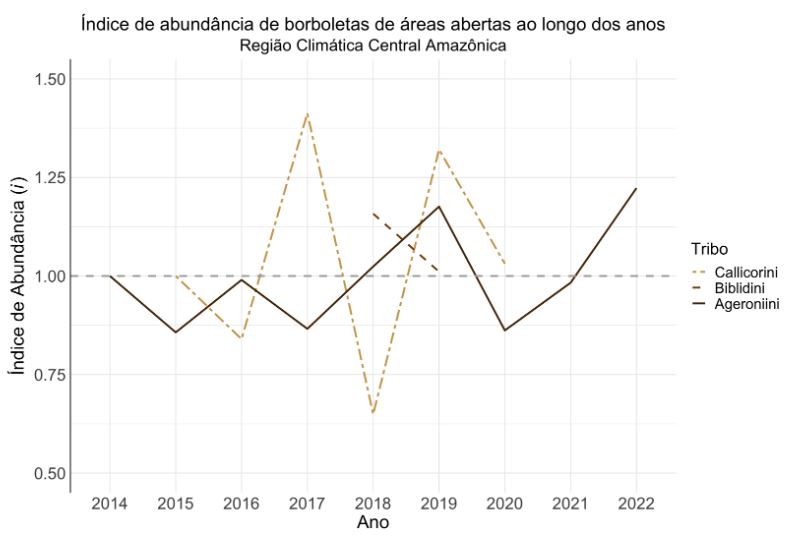 Índice de abundância de borboletas de áreas abertas ao longo dos anos
Região Climática Central Amazônica
Índice de Abundância (i)
1.50
1.25
1.00
0.75
0.50
2014 2015 2016 2017 2018 2019 2020 2021 2022
Ano
Tribo
Callicorini
Biblidini
Ageroniini